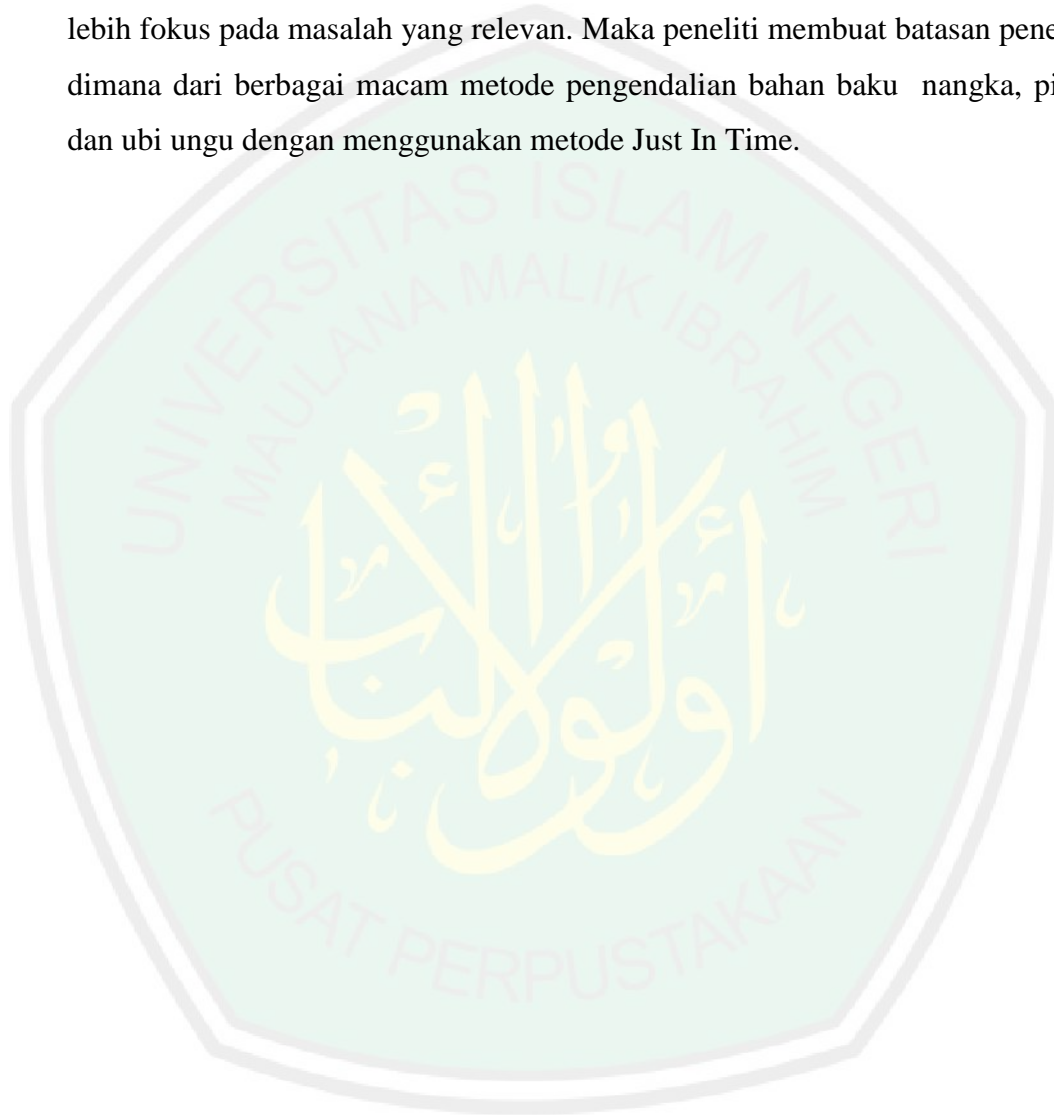 lebih fokus pada masalah yang relevan. Maka peneliti membuat batasan
dimana dari berbagai macam metode pengendalian bahan baku nangka,
dan ubi ungu dengan menggunakan metode Just In Time.
UNIVERSITAS ISLAM NEGERI
MAULANA MALIK IBRAHIM
أولوا الألباب
PUSAT PERPUSTAKAAN